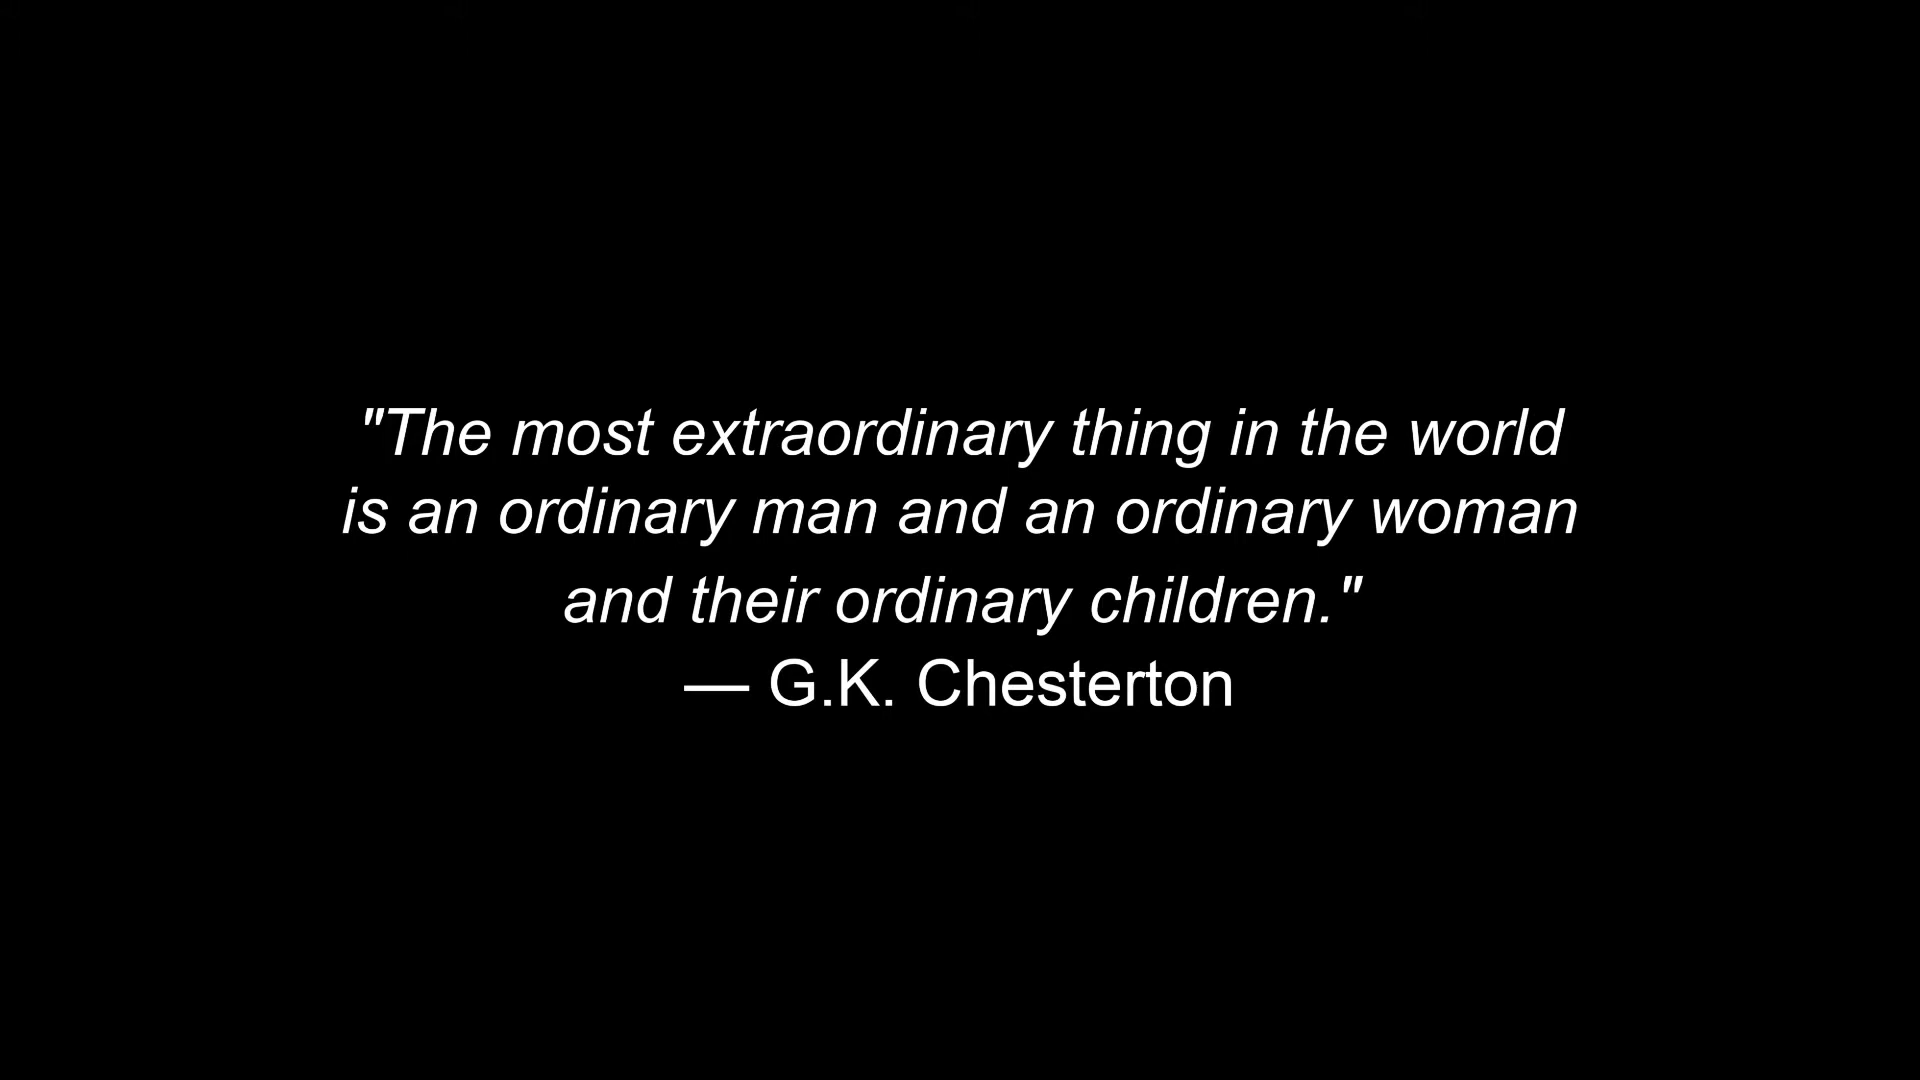 "The most extraordinary thing in the world
is an ordinary man and an ordinary woman
and their ordinary children."
— G.K. Chesterton